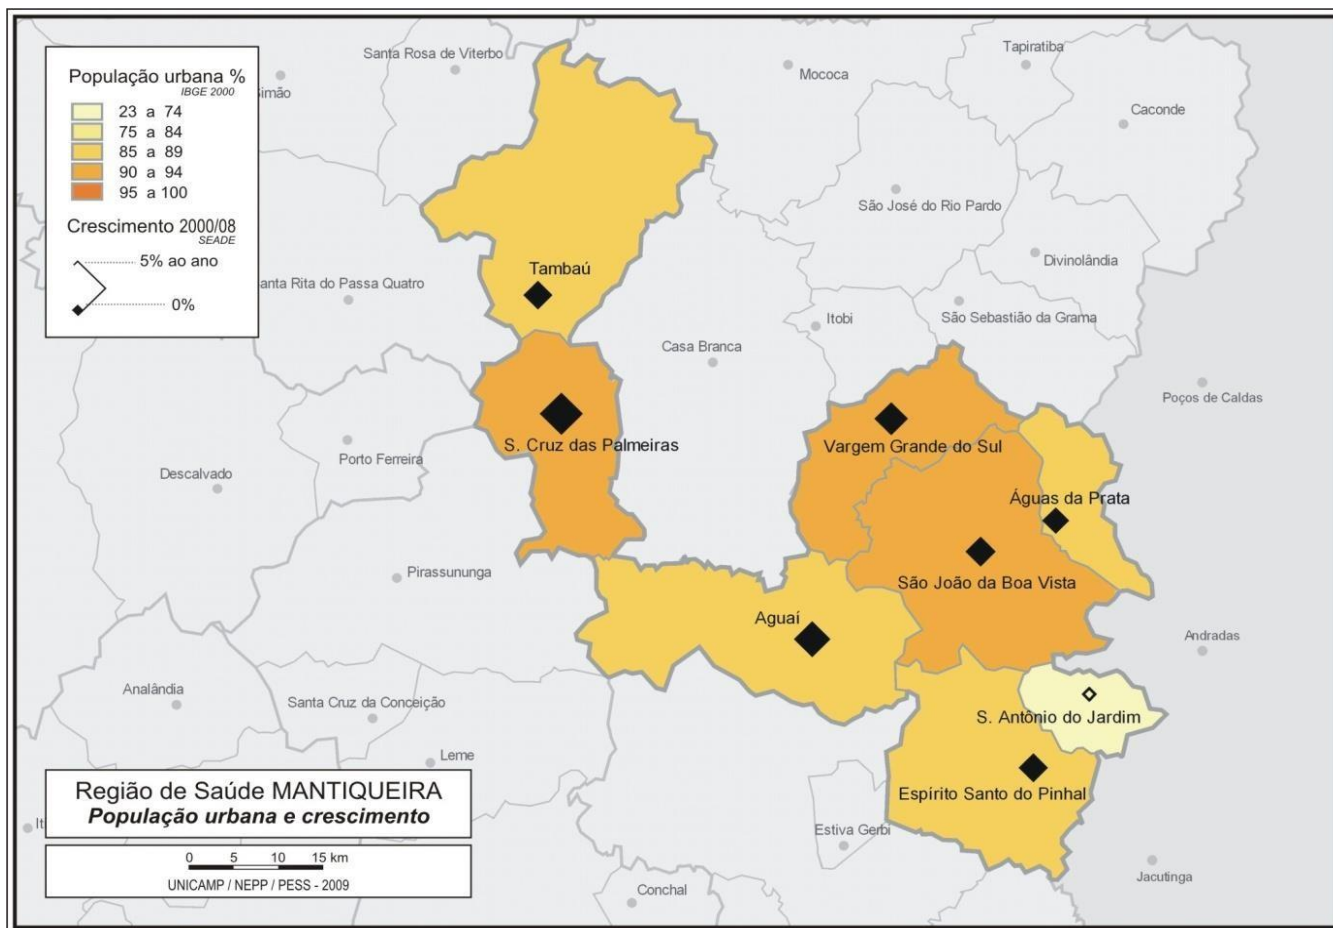 População urbana %
IBGE 2000
23 a 74
75 a 84
85 a 89
90 a 94
95 a 100
Crescimento 2000/08
SEADE
5% ao ano
0%
Santa Rosa de Viterbo
Mococa
Tapiratiba
Caconde
São José do Rio Pardo
Divinolândia
Tambaú
anta Rita do Passa Quatro
Itobi
São Sebastião da Grama
Casa Branca
Poços de Caldas
S. Cruz das Palmeiras
Vargem Grande do Sul
Porto Ferreira
Descalvado
Águas da Prata
Pirassununga
São João da Boa Vista
Aguaí
Andradas
Analândia
Santa Cruz da Conceição
S. Antônio do Jardim
Leme
Região de Saúde MANTIQUEIRA
População urbana e crescimento
Espírito Santo do Pinhal
Estiva Gerbi
0 5 10 15 km
UNICAMP / NEPP / PESS - 2009
Conchal
Jacutinga